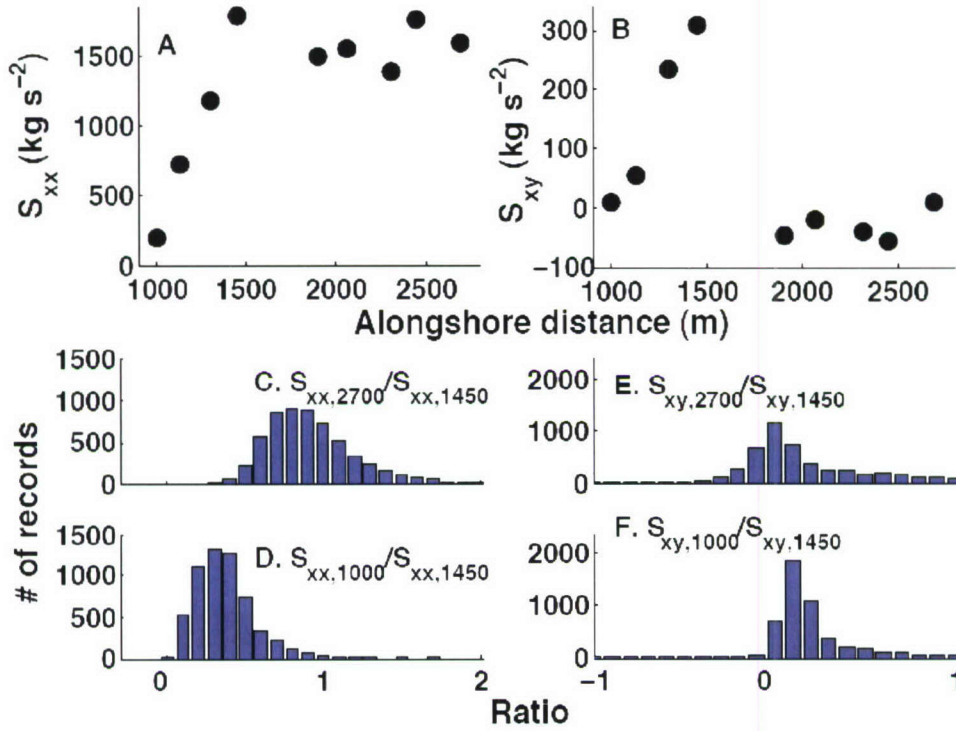 A
S_xx (kg s^−2)
1500
1000
500
0
1000 1500 2000 2500
B
S_xy (kg s^−2)
300
200
100
0
−100
1000 1500 2000 2500
Alongshore distance (m)
# of records
C. S_xx,2700/S_xx,1450
1500
1000
500
0
E. S_xy,2700/S_xy,1450
2000
1000
0
D. S_xx,1000/S_xx,1450
1500
1000
500
0
0 1 2
F. S_xy,1000/S_xy,1450
2000
1000
0
−1 0 1
Ratio